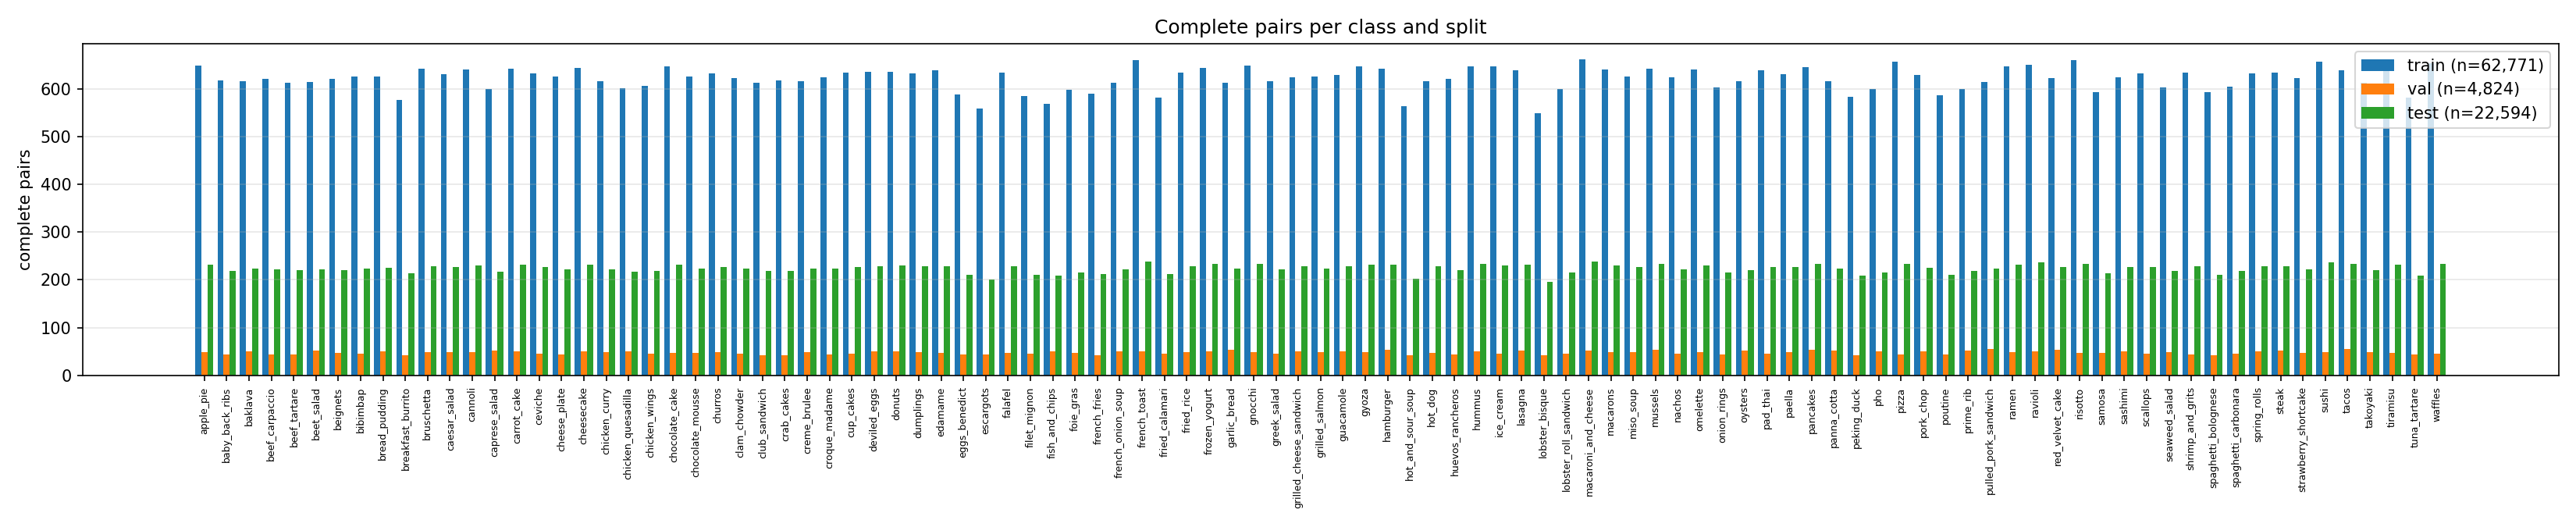 Complete pairs per class and split
complete pairs
600
500
400
300
200
100
0
train (n=62,771)
val (n=4,824)
test (n=22,594)
apple_pie
baby_back_ribs
baklava
beef_carpaccio
beef_tartare
beet_salad
beignets
bibimbap
bread_pudding
breakfast_burrito
bruschetta
caesar_salad
cannoli
caprese_salad
carrot_cake
ceviche
cheese_plate
cheesecake
chicken_curry
chicken_quesadilla
chicken_wings
chocolate_cake
chocolate_mousse
churros
clam_chowder
club_sandwich
crab_cakes
creme_brulee
croque_madame
cup_cakes
deviled_eggs
donuts
dumplings
edamame
eggs_benedict
escargots
falafel
filet_mignon
fish_and_chips
foie_gras
french_fries
french_onion_soup
french_toast
fried_calamari
fried_rice
frozen_yogurt
garlic_bread
gnocchi
greek_salad
grilled_cheese_sandwich
grilled_salmon
guacamole
gyoza
hamburger
hot_and_sour_soup
hot_dog
huevos_rancheros
hummus
ice_cream
lasagna
lobster_bisque
lobster_roll_sandwich
macaroni_and_cheese
macarons
miso_soup
mussels
nachos
omelette
onion_rings
oysters
pad_thai
paella
pancakes
panna_cotta
peking_duck
pho
pizza
pork_chop
poutine
prime_rib
pulled_pork_sandwich
ramen
ravioli
red_velvet_cake
risotto
samosa
sashimi
scallops
seaweed_salad
shrimp_and_grits
spaghetti_bolognese
spaghetti_carbonara
spring_rolls
steak
strawberry_shortcake
sushi
tacos
takoyaki
tiramisu
tuna_tartare
waffles